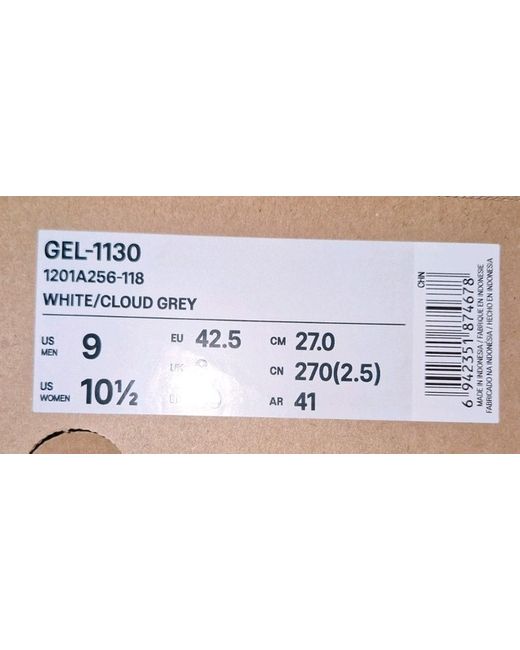 GEL-1130
1201A256-118
WHITE/CLOUD GREY
US MEN 9 EU 42.5 CM 27.0
UK CN 270(2.5)
US WOMEN 10½ AR 41
CHN
6 942351 874678
MADE IN INDONESIA / FABRIQUE EN INDONESIE
FABRICADO NA INDONÉSIA / HECHO EN INDONESIA